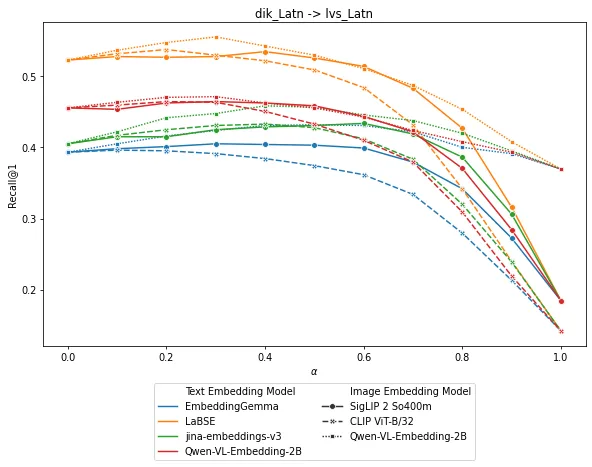 dik_Latn -> lvs_Latn
Recall@1
0.5
0.4
0.3
0.2
0.0
0.2
0.4
0.6
0.8
1.0
α
Text Embedding Model
EmbeddingGemma
LaBSE
jina-embeddings-v3
Qwen-VL-Embedding-2B
Image Embedding Model
SigLIP 2 So400m
CLIP ViT-B/32
Qwen-VL-Embedding-2B